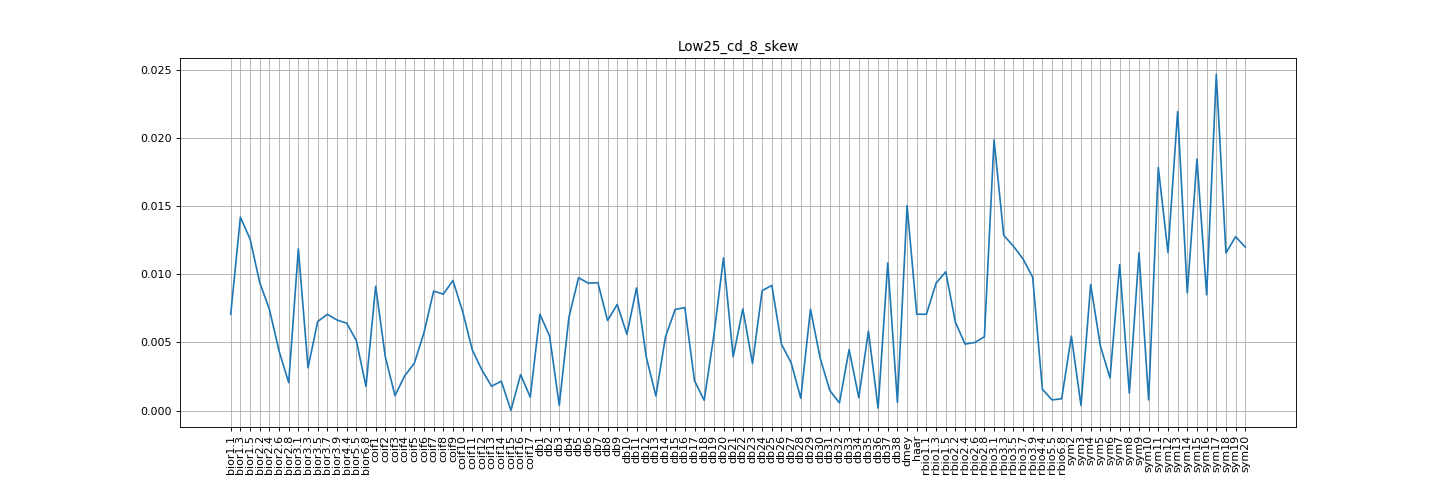 Low25_cd_8_skew
0.025
0.020
0.015
0.010
0.005
0.000
bior1.1
bior1.3
bior1.5
bior2.2
bior2.4
bior2.6
bior2.8
bior3.1
bior3.3
bior3.5
bior3.7
bior3.9
bior4.4
bior5.5
bior6.8
coif1
coif2
coif3
coif4
coif5
coif6
coif7
coif8
coif9
coif10
coif11
coif12
coif13
coif14
coif15
coif16
coif17
db1
db2
db3
db4
db5
db6
db7
db8
db9
db10
db11
db12
db13
db14
db15
db16
db17
db18
db19
db20
db21
db22
db23
db24
db25
db26
db27
db28
db29
db30
db31
db32
db33
db34
db35
db36
db37
db38
dmey
haar
rbio1.1
rbio1.3
rbio1.5
rbio2.2
rbio2.4
rbio2.6
rbio2.8
rbio3.1
rbio3.3
rbio3.5
rbio3.7
rbio3.9
rbio4.4
rbio5.5
rbio6.8
sym2
sym3
sym4
sym5
sym6
sym7
sym8
sym9
sym10
sym11
sym12
sym13
sym14
sym15
sym16
sym17
sym18
sym19
sym20